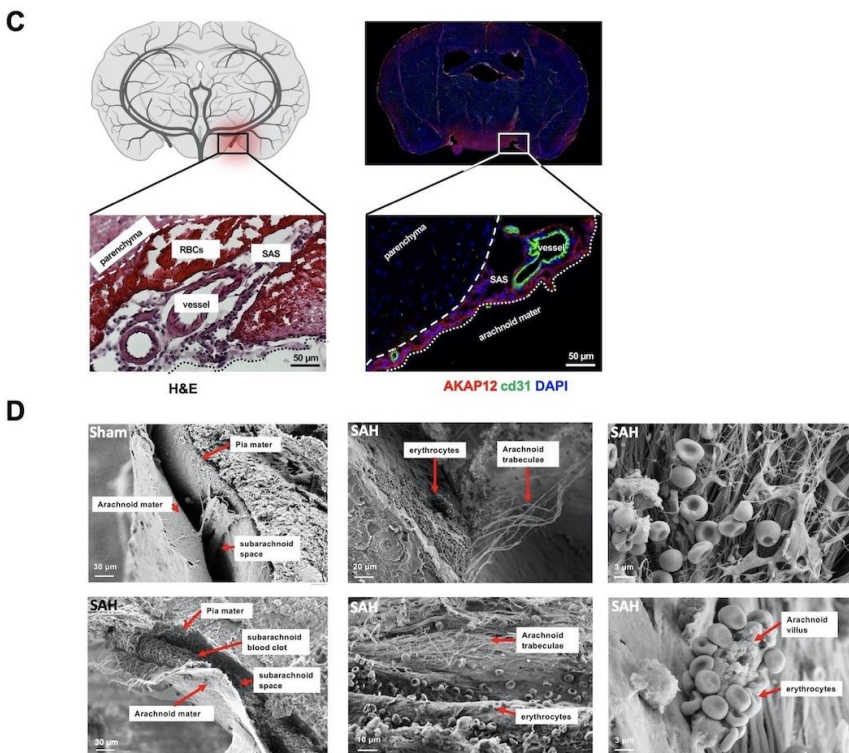 C
parenchyma
RBCs
SAS
vessel
50 µm
H&E
parenchyma
vessel
SAS
arachnoid mater
50 µm
AKAP12 cd31 DAPI
D
Sham
Pia mater
Arachnoid mater
subarachnoid
space
30 µm
SAH
erythrocytes
Arachnoid
trabeculae
20 µm
SAH
3 µm
SAH
Pia mater
subarachnoid
blood clot
subarachnoid
space
Arachnoid mater
30 µm
SAH
Arachnoid
trabeculae
erythrocytes
10 µm
SAH
Arachnoid
villus
erythrocytes
3 µm